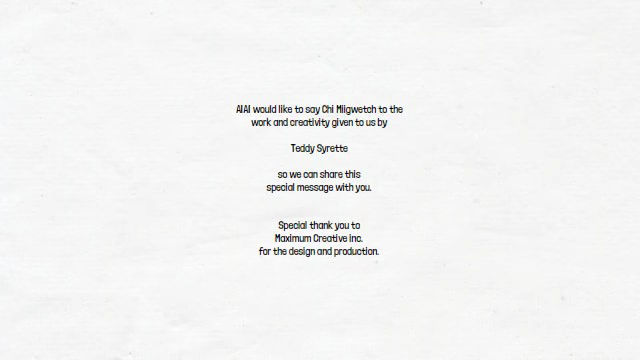 AIAI would like to say Chi Miigwetch to the
work and creativity given to us by
Teddy Syrette
so we can share this
special message with you.
Special thank you to
Maximum Creative Inc.
for the design and production.